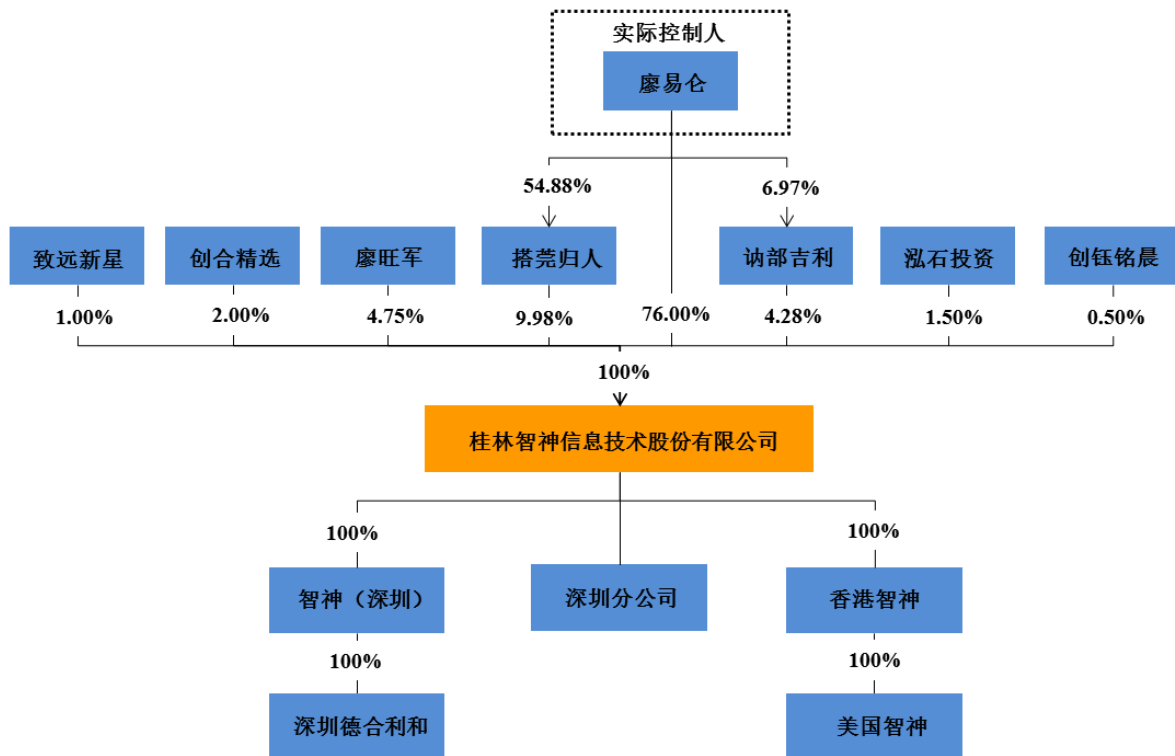 实际控制人
廖易仑
54.88%
6.97%
致远新星
创合精选
廖旺军
搭莞归人
讷部吉利
泓石投资
创钰铭晨
1.00%
2.00%
4.75%
9.98%
76.00%
4.28%
1.50%
0.50%
100%
桂林智神信息技术股份有限公司
100%
100%
智神（深圳）
深圳分公司
香港智神
100%
100%
深圳德合利和
美国智神